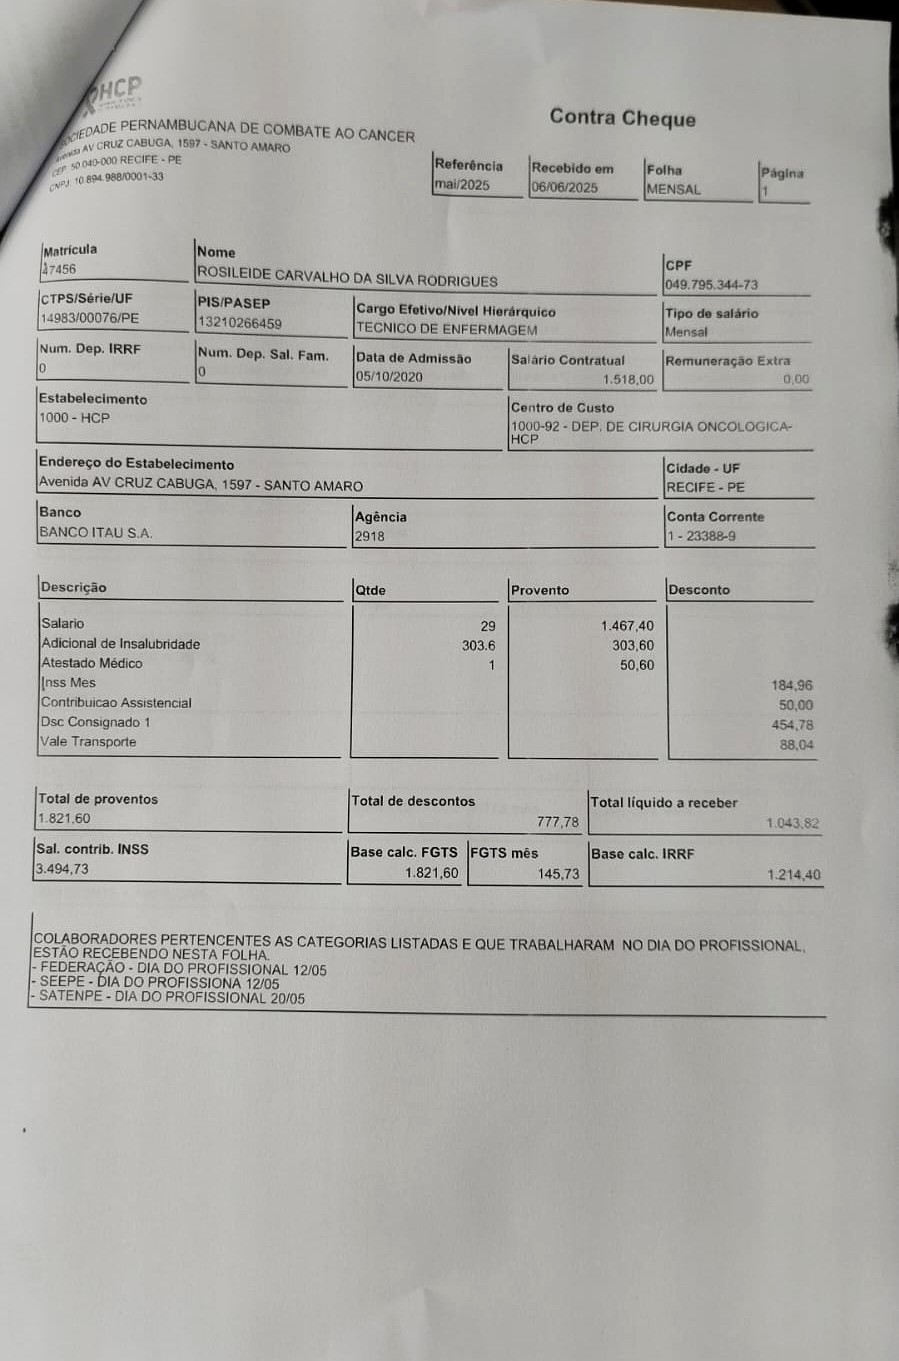 HCP
SOCIEDADE PERNAMBUCANA DE COMBATE AO CANCER
Avenida AV CRUZ CABUGA, 1597 - SANTO AMARO
CEP 50.040-000 RECIFE - PE
CNPJ 10.894.988/0001-33
Contra Cheque
Referência Recebido em Folha Página
mai/2025 06/06/2025 MENSAL 1
Matrícula Nome CPF
47456 ROSILEIDE CARVALHO DA SILVA RODRIGUES 049.795.344-73
CTPS/Série/UF PIS/PASEP Cargo Efetivo/Nível Hierárquico Tipo de salário
14983/00076/PE 13210266459 TECNICO DE ENFERMAGEM Mensal
Num. Dep. IRRF Num. Dep. Sal. Fam. Data de Admissão Salário Contratual Remuneração Extra
0 0 05/10/2020 1.518,00 0,00
Estabelecimento Centro de Custo
1000 - HCP 1000-92 - DEP. DE CIRURGIA ONCOLOGICA-
HCP
Endereço do Estabelecimento Cidade - UF
Avenida AV CRUZ CABUGA, 1597 - SANTO AMARO RECIFE - PE
Banco Agência Conta Corrente
BANCO ITAU S.A. 2918 1 - 23388-9
Descrição Qtde Provento Desconto
Salario 29 1.467,40
Adicional de Insalubridade 303.6 303,60
Atestado Médico 1 50,60
Inss Mes 184,96
Contribuicao Assistencial 50,00
Dsc Consignado 1 454,78
Vale Transporte 88,04
Total de proventos Total de descontos Total líquido a receber
1.821,60 777,78 1.043,82
Sal. contrib. INSS Base calc. FGTS FGTS mês Base calc. IRRF
3.494,73 1.821,60 145,73 1.214,40
COLABORADORES PERTENCENTES AS CATEGORIAS LISTADAS E QUE TRABALHARAM NO DIA DO PROFISSIONAL,
ESTÃO RECEBENDO NESTA FOLHA.
- FEDERAÇÃO - DIA DO PROFISSIONAL 12/05
- SEEPE - DIA DO PROFISSIONA 12/05
- SATENPE - DIA DO PROFISSIONAL 20/05